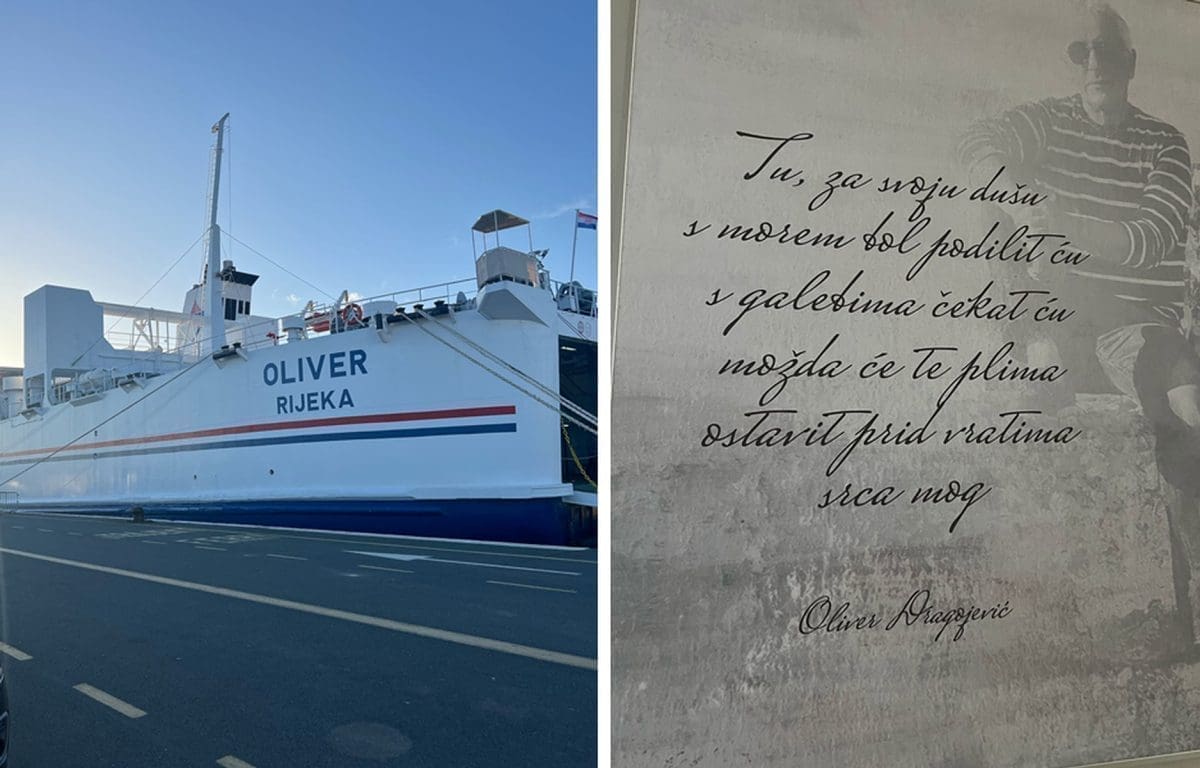 OLIVER
RIJEKA
Tu, za svoju dušu
s morem bol podilit ću
s galebima čekat ću
možda će te plima
ostavit prid vratima
srca mog
Oliver Dragojević